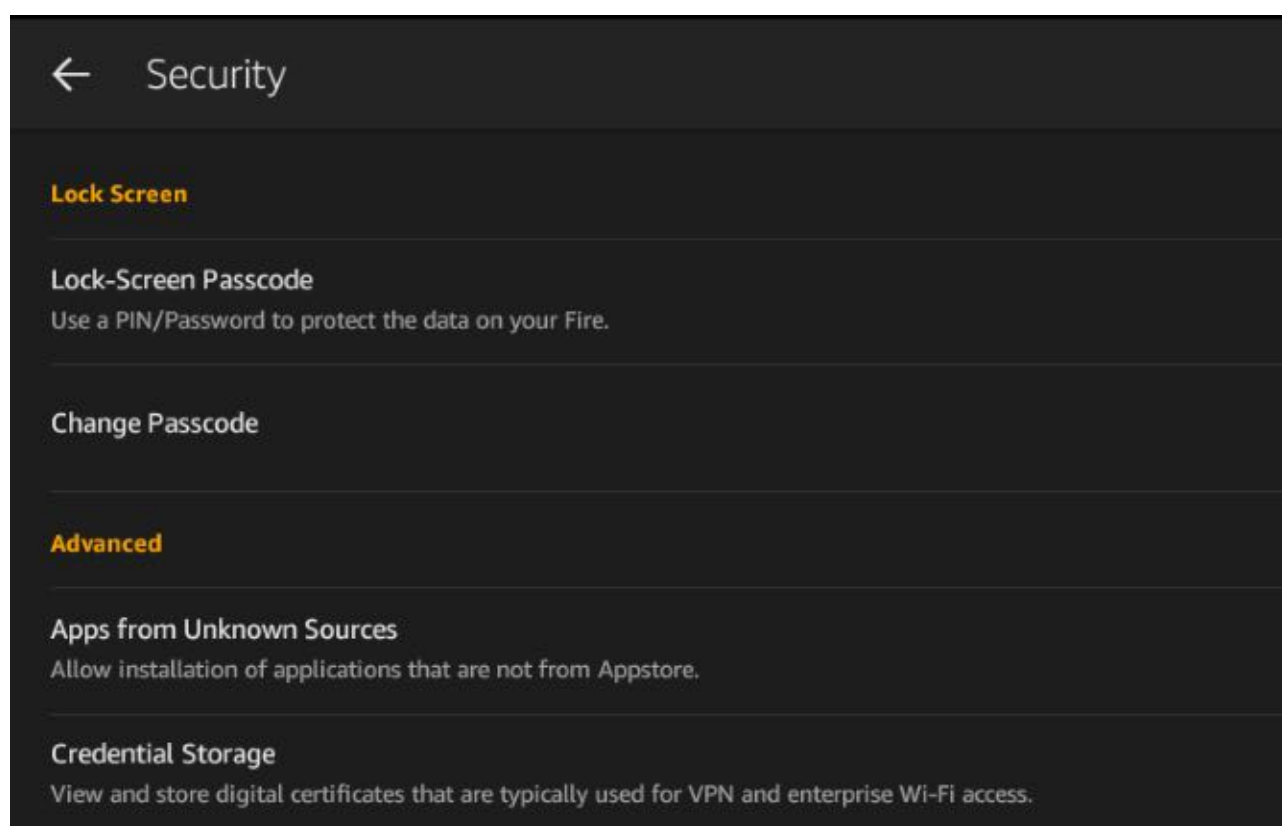 Security
Lock Screen
Lock-Screen Passcode
Use a PIN/Password to protect the data on your Fire.
Change Passcode
Advanced
Apps from Unknown Sources
Allow installation of applications that are not from Appstore.
Credential Storage
View and store digital certificates that are typically used for VPN and enterprise Wi-Fi access.